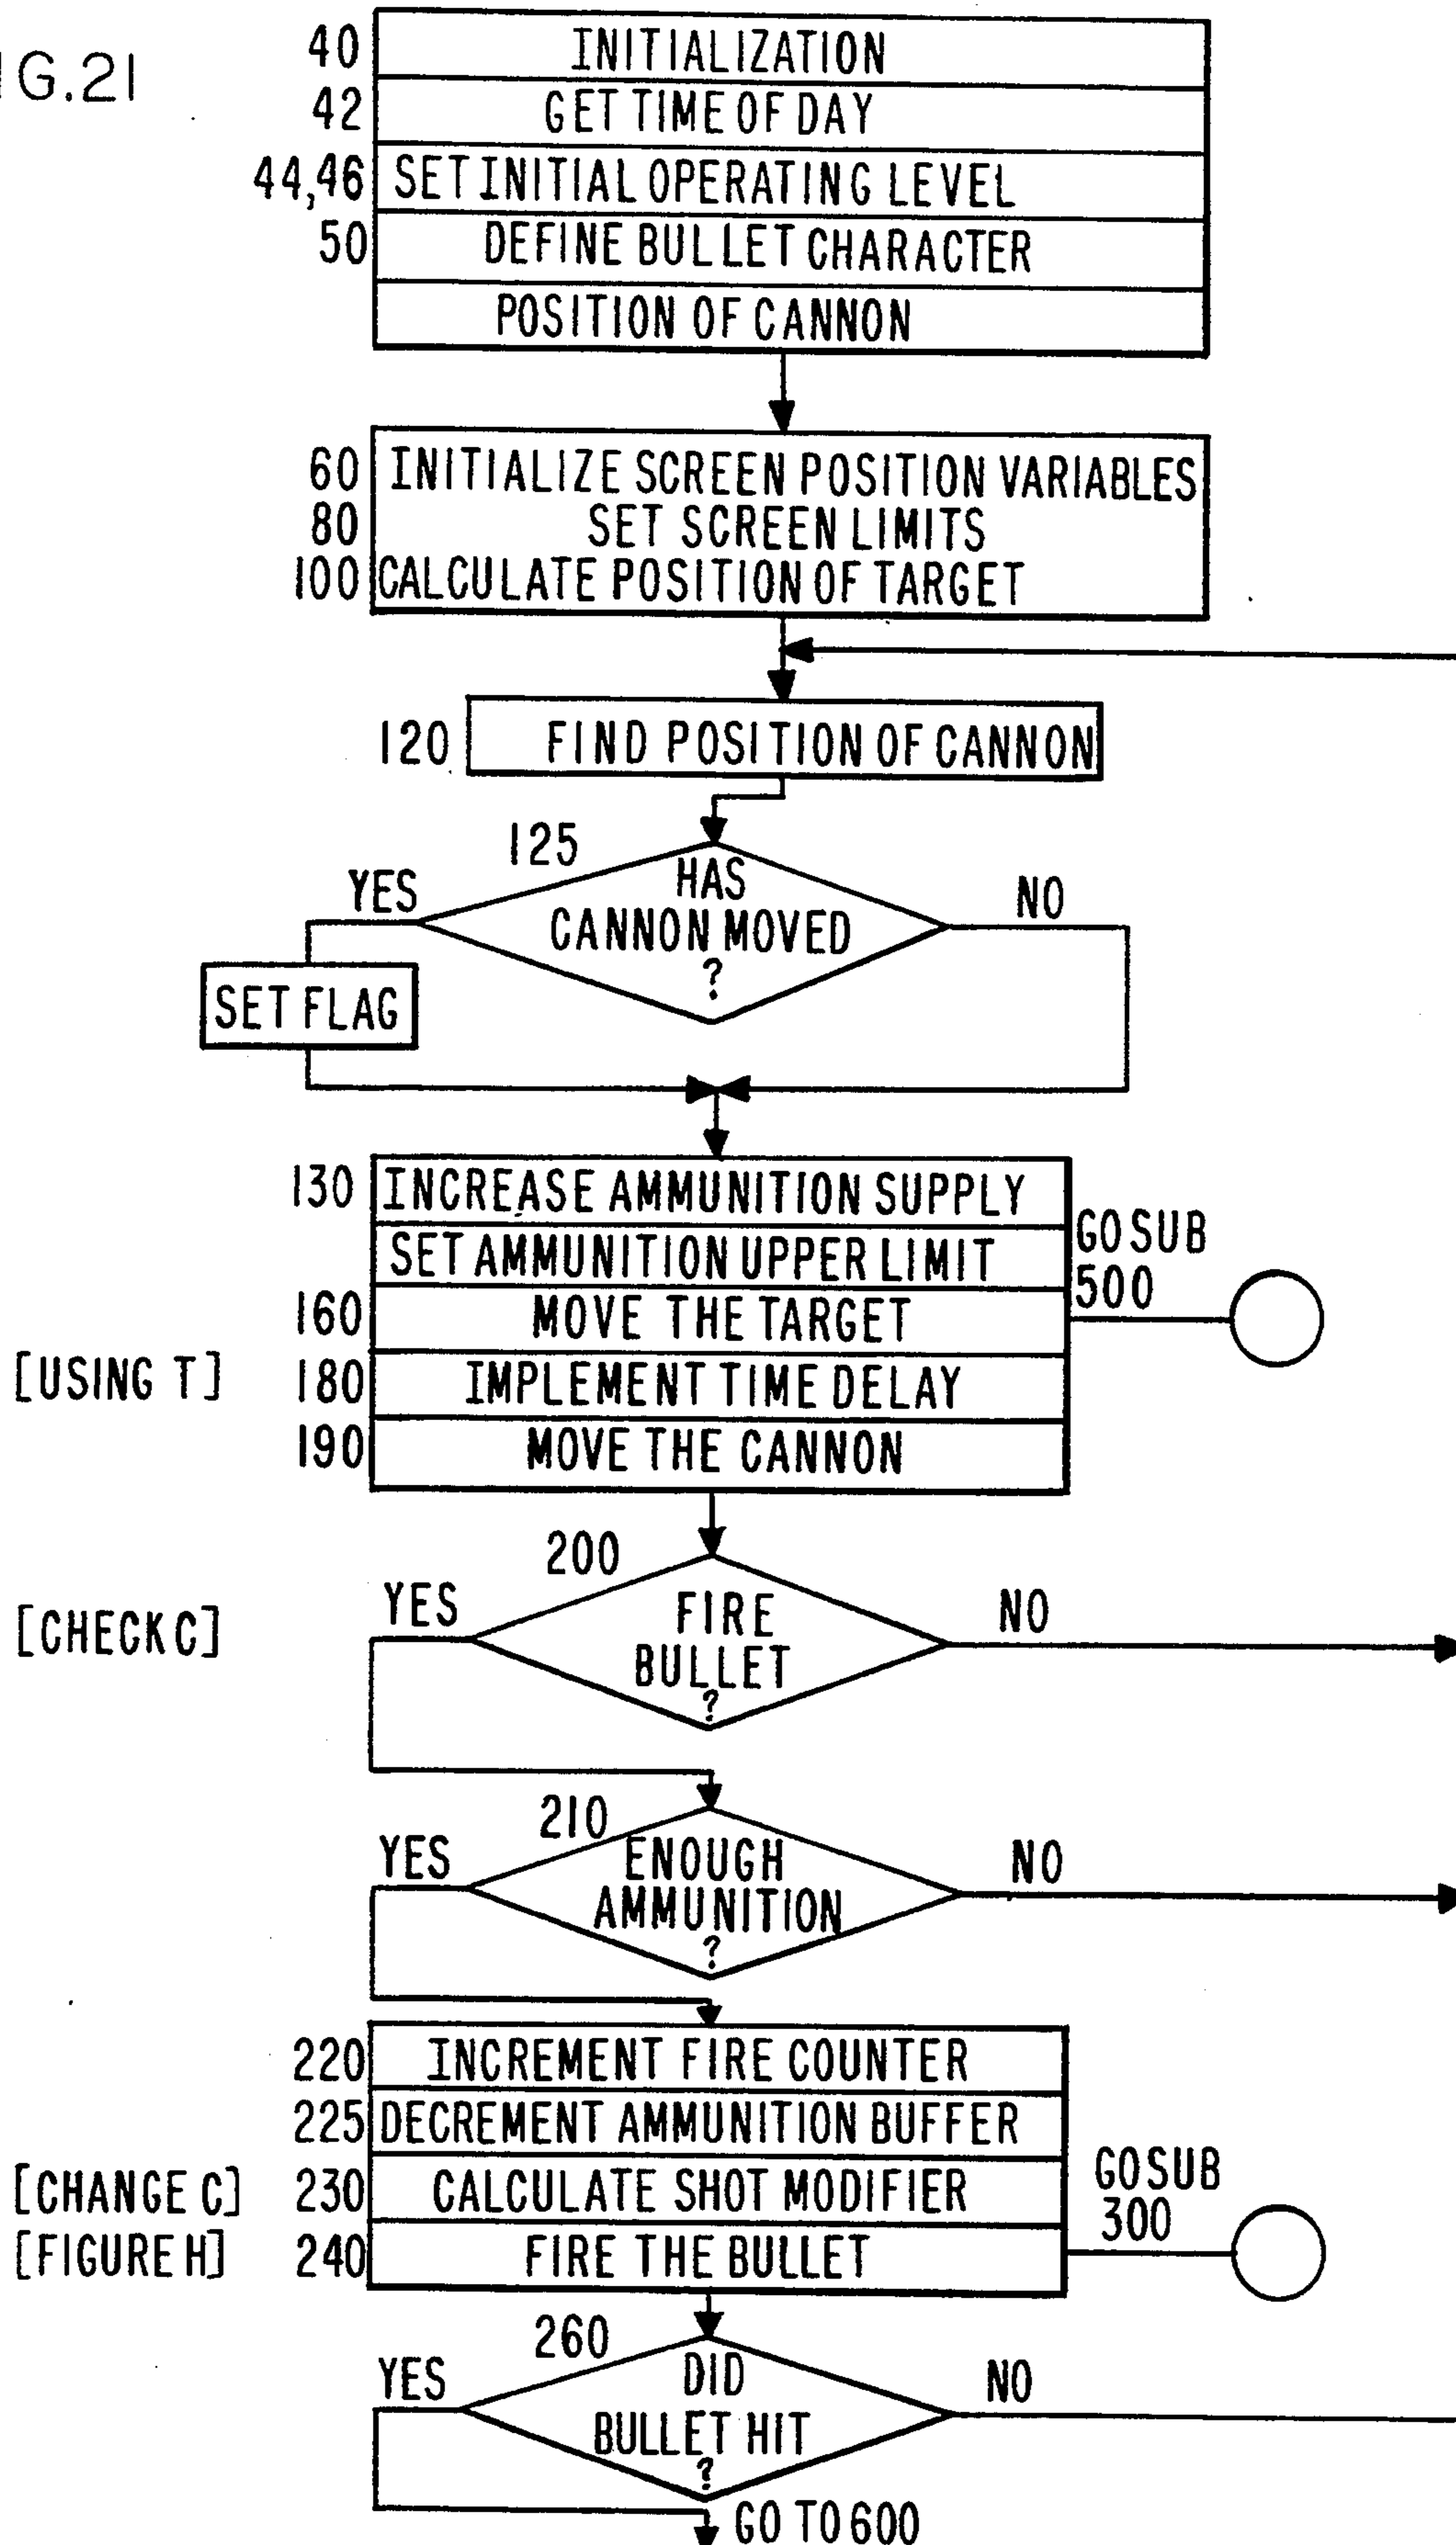 IG.21
40 INITIALIZATION
42 GET TIME OF DAY
44,46 SET INITIAL OPERATING LEVEL
50 DEFINE BULLET CHARACTER
POSITION OF CANNON
60 INITIALIZE SCREEN POSITION VARIABLES
80 SET SCREEN LIMITS
100 CALCULATE POSITION OF TARGET
120 FIND POSITION OF CANNON
125
YES HAS NO
CANNON MOVED
?
SET FLAG
130 INCREASE AMMUNITION SUPPLY
GO SUB
SET AMMUNITION UPPER LIMIT
500
160 MOVE THE TARGET
[USING T] 180 IMPLEMENT TIME DELAY
190 MOVE THE CANNON
200
[CHECK C] YES FIRE NO
BULLET
?
210
YES ENOUGH NO
AMMUNITION
?
220 INCREMENT FIRE COUNTER
225 DECREMENT AMMUNITION BUFFER
GO SUB
[CHANGE C] 230 CALCULATE SHOT MODIFIER
300
[FIGURE H] 240 FIRE THE BULLET
260
YES DID NO
BULLET HIT
?
GO TO 600